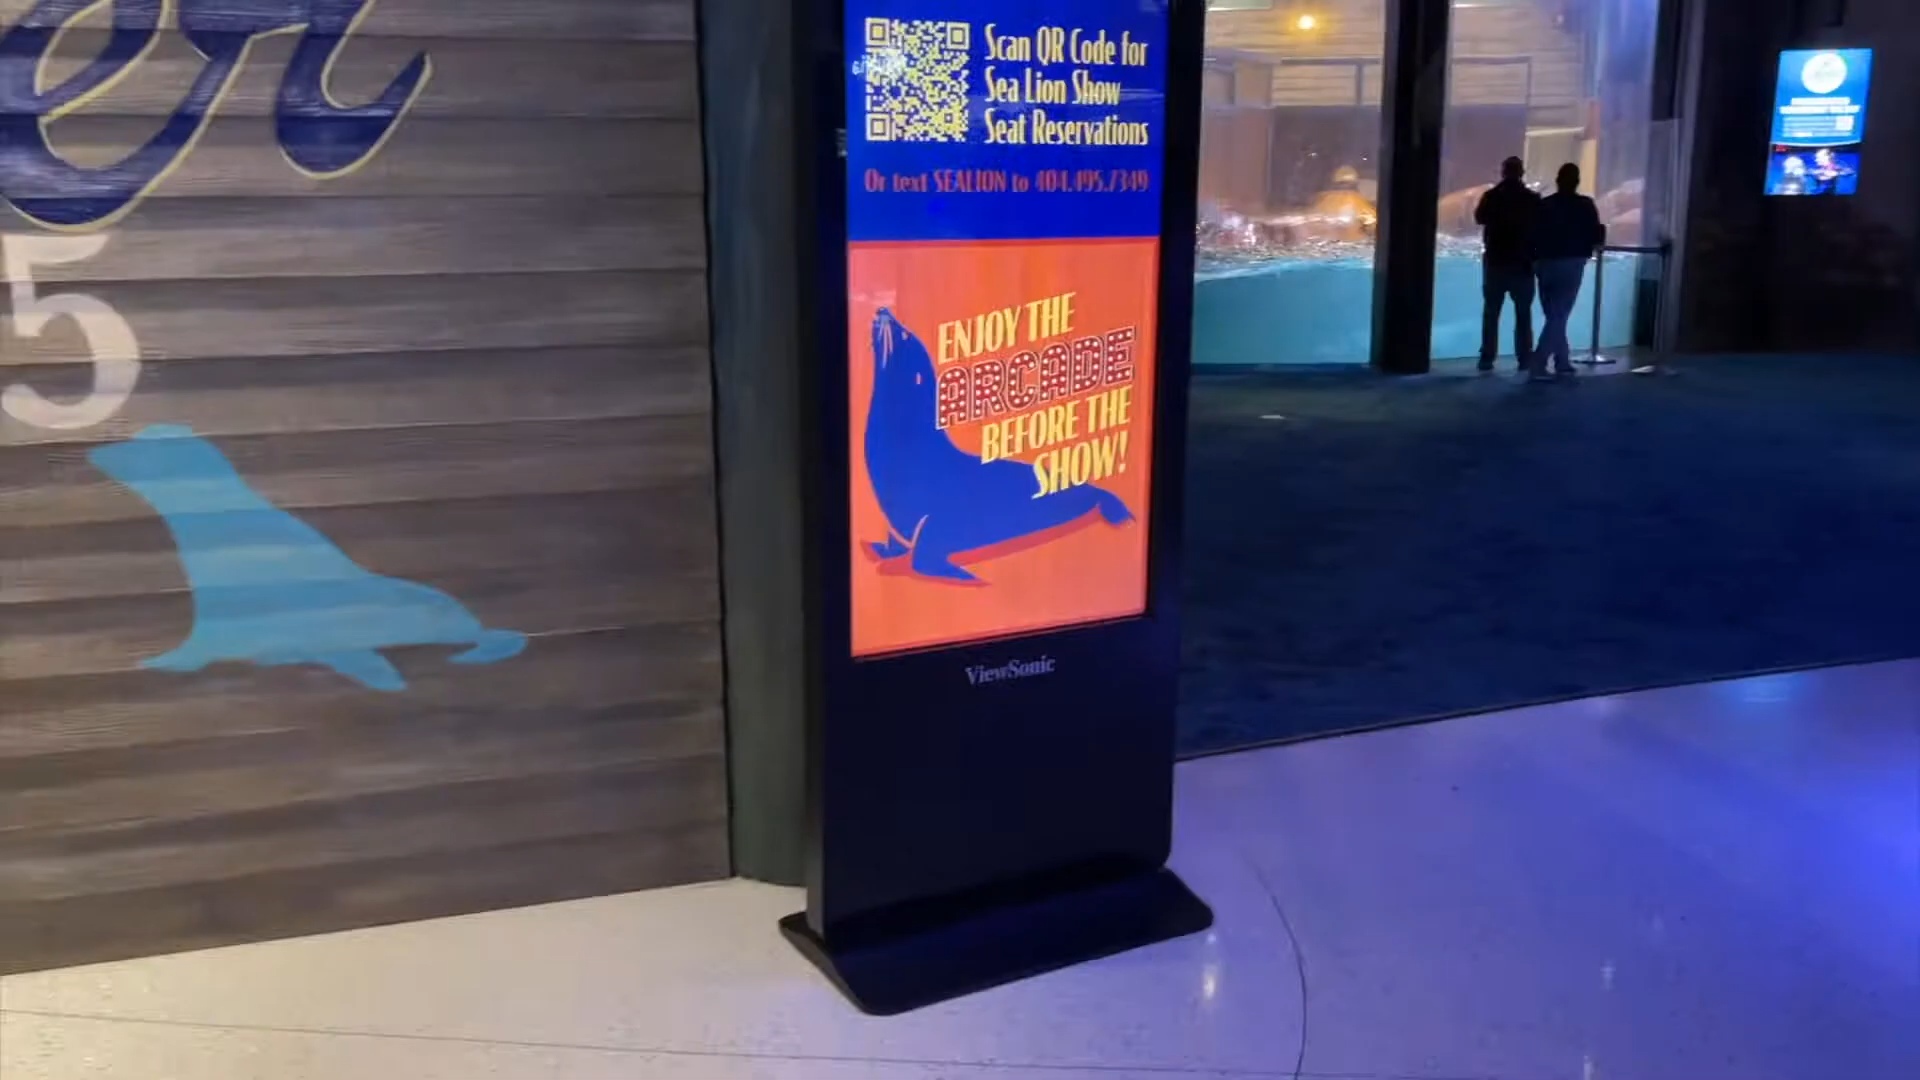 5
Scan QR Code for
Sea Lion Show
Seat Reservations
Or text SEALION to 404.495.7349
ENJOY THE
ARCADE
BEFORE THE
SHOW!
ViewSonic